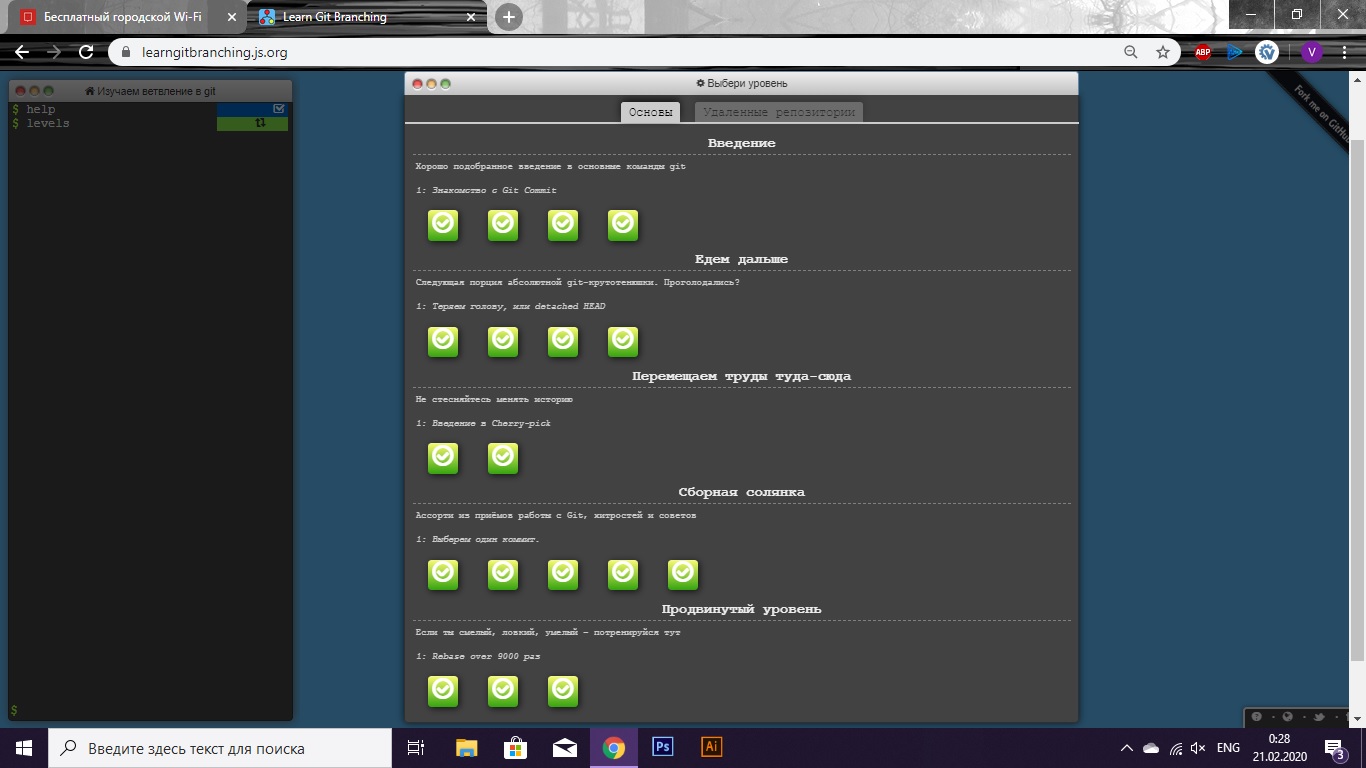 Бесплатный городской Wi-Fi
Learn Git Branching
learngitbranching.js.org
ABP
V
Изучаем ветвление в git
$ help
$ levels
$
Выбери уровень
Основы
Удаленные репозитории
Введение
Хорошо подобранное введение в основные команды git
1: Знакомство с Git Commit
Едем дальше
Следующая порция абсолютной git-крутотенюшки. Проголодались?
1: Теряем голову, или detached HEAD
Перемещаем труды туда-сюда
Не стесняйтесь менять историю
1: Введение в Cherry-pick
Сборная солянка
Ассорти из приёмов работы с Git, хитростей и советов
1: Выберем один коммит.
Продвинутый уровень
Если ты смелый, ловкий, умелый - потренируйся тут
1: Rebase over 9000 раз
Fork me on GitHub
Введите здесь текст для поиска
Ps
Ai
ENG
0:28
21.02.2020
3